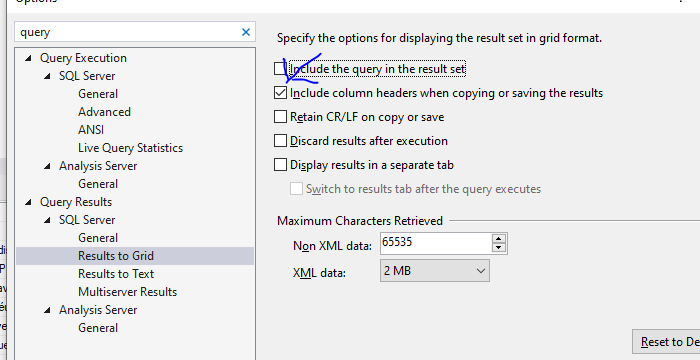 Options
query
Specify the options for displaying the result set in grid format.
Query Execution
SQL Server
General
Advanced
ANSI
Live Query Statistics
Analysis Server
General
Query Results
SQL Server
General
Results to Grid
Results to Text
Multiserver Results
Analysis Server
General
Include the query in the result set
Include column headers when copying or saving the results
Retain CR/LF on copy or save
Discard results after execution
Display results in a separate tab
Switch to results tab after the query executes
Maximum Characters Retrieved
Non XML data:
65535
XML data:
2 MB
Reset to De